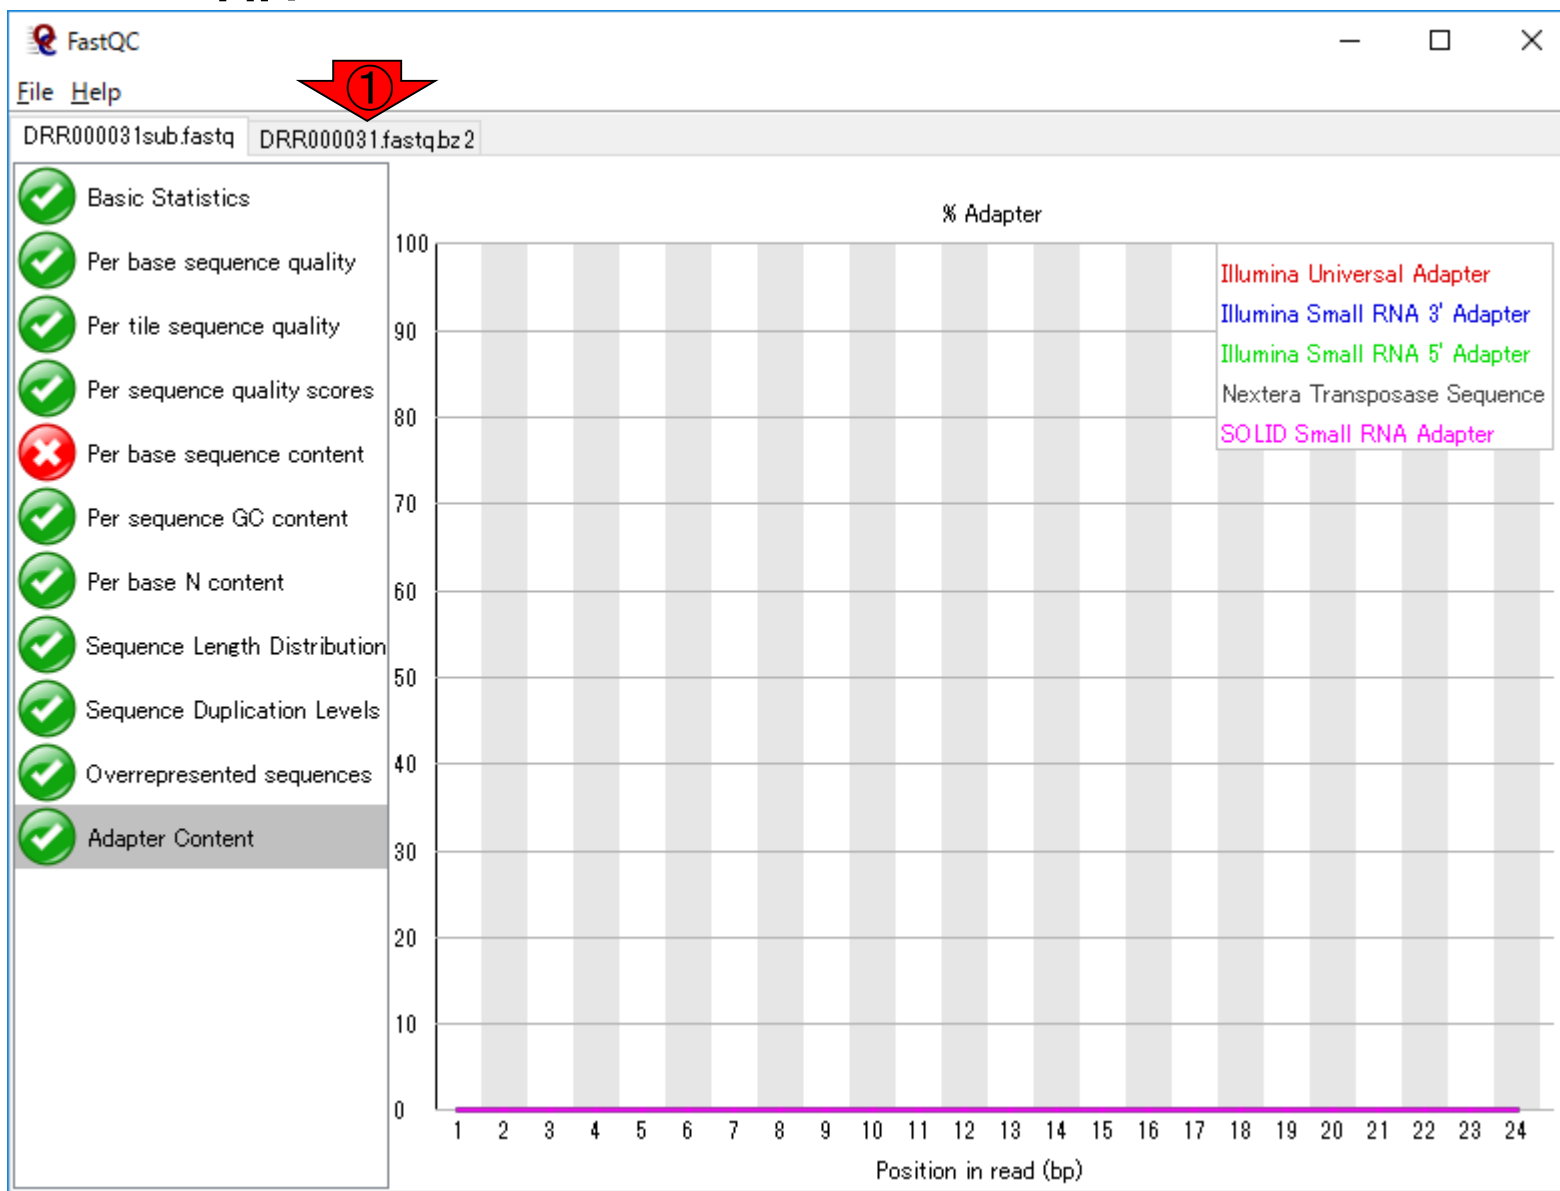 FastQC
File Help
①
DRR000031sub.fastq DRR000031.fastq.bz2
Basic Statistics
Per base sequence quality
Per tile sequence quality
Per sequence quality scores
Per base sequence content
Per sequence GC content
Per base N content
Sequence Length Distribution
Sequence Duplication Levels
Overrepresented sequences
Adapter Content
% Adapter
100
90
80
70
60
50
40
30
20
10
0
Illumina Universal Adapter
Illumina Small RNA 3' Adapter
Illumina Small RNA 5' Adapter
Nextera Transposase Sequence
SOLID Small RNA Adapter
1 2 3 4 5 6 7 8 9 10 11 12 13 14 15 16 17 18 19 20 21 22 23 24
Position in read (bp)